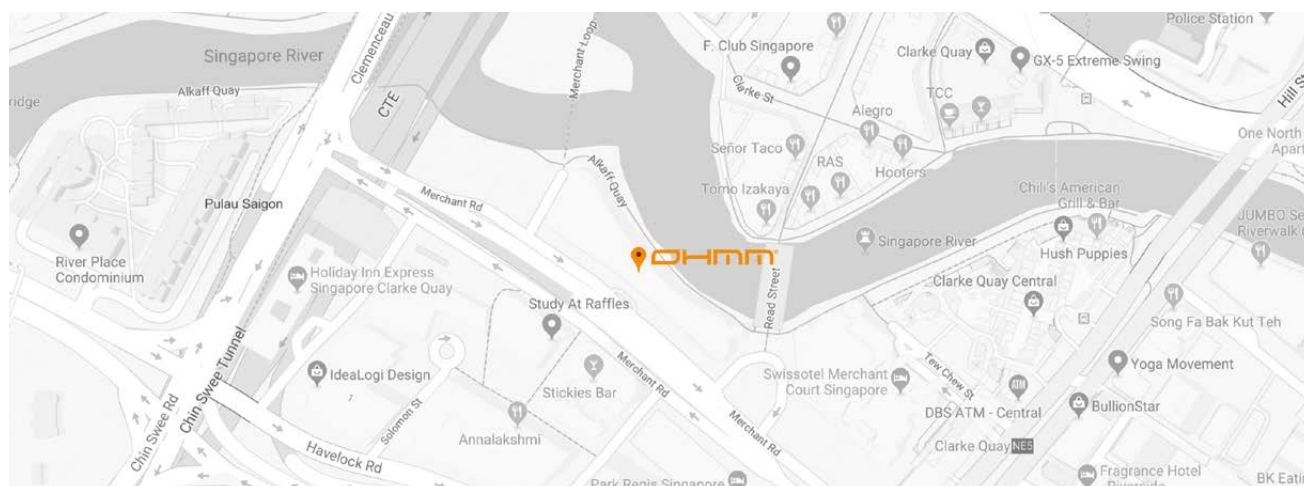 Singapore River
Alkaff Quay
ridge
Clemenceau
CTE
Merchant Loop
F. Club Singapore
Clarke Quay
Police Station
GX-5 Extreme Swing
Hill S
Clarke St
TCC
Alegro
Señor Taco
RAS
Hooters
One North
Apart
Tomo Izakaya
Chili's American
Grill & Bar
Pulau Saigon
Merchant Rd
Alkaff Quay
JUMBO Se
Riverwalk
River Place
Condominium
OHMM
Singapore River
Hush Puppies
Holiday Inn Express
Singapore Clarke Quay
Clarke Quay Central
Study At Raffles
Read Street
Song Fa Bak Kut Teh
Chin Swee Tunnel
Yoga Movement
IdeaLogi Design
Stickies Bar
Merchant Rd
Swissotel Merchant
Court Singapore
Tew Chew St
ATM
DBS ATM - Central
BullionStar
Chin Swee Rd
Solomon St
Annalakshmi
Merchant Rd
Clarke Quay NE5
Havelock Rd
Park Regis Singapore
Fragrance Hotel
Riverside
BK Eati